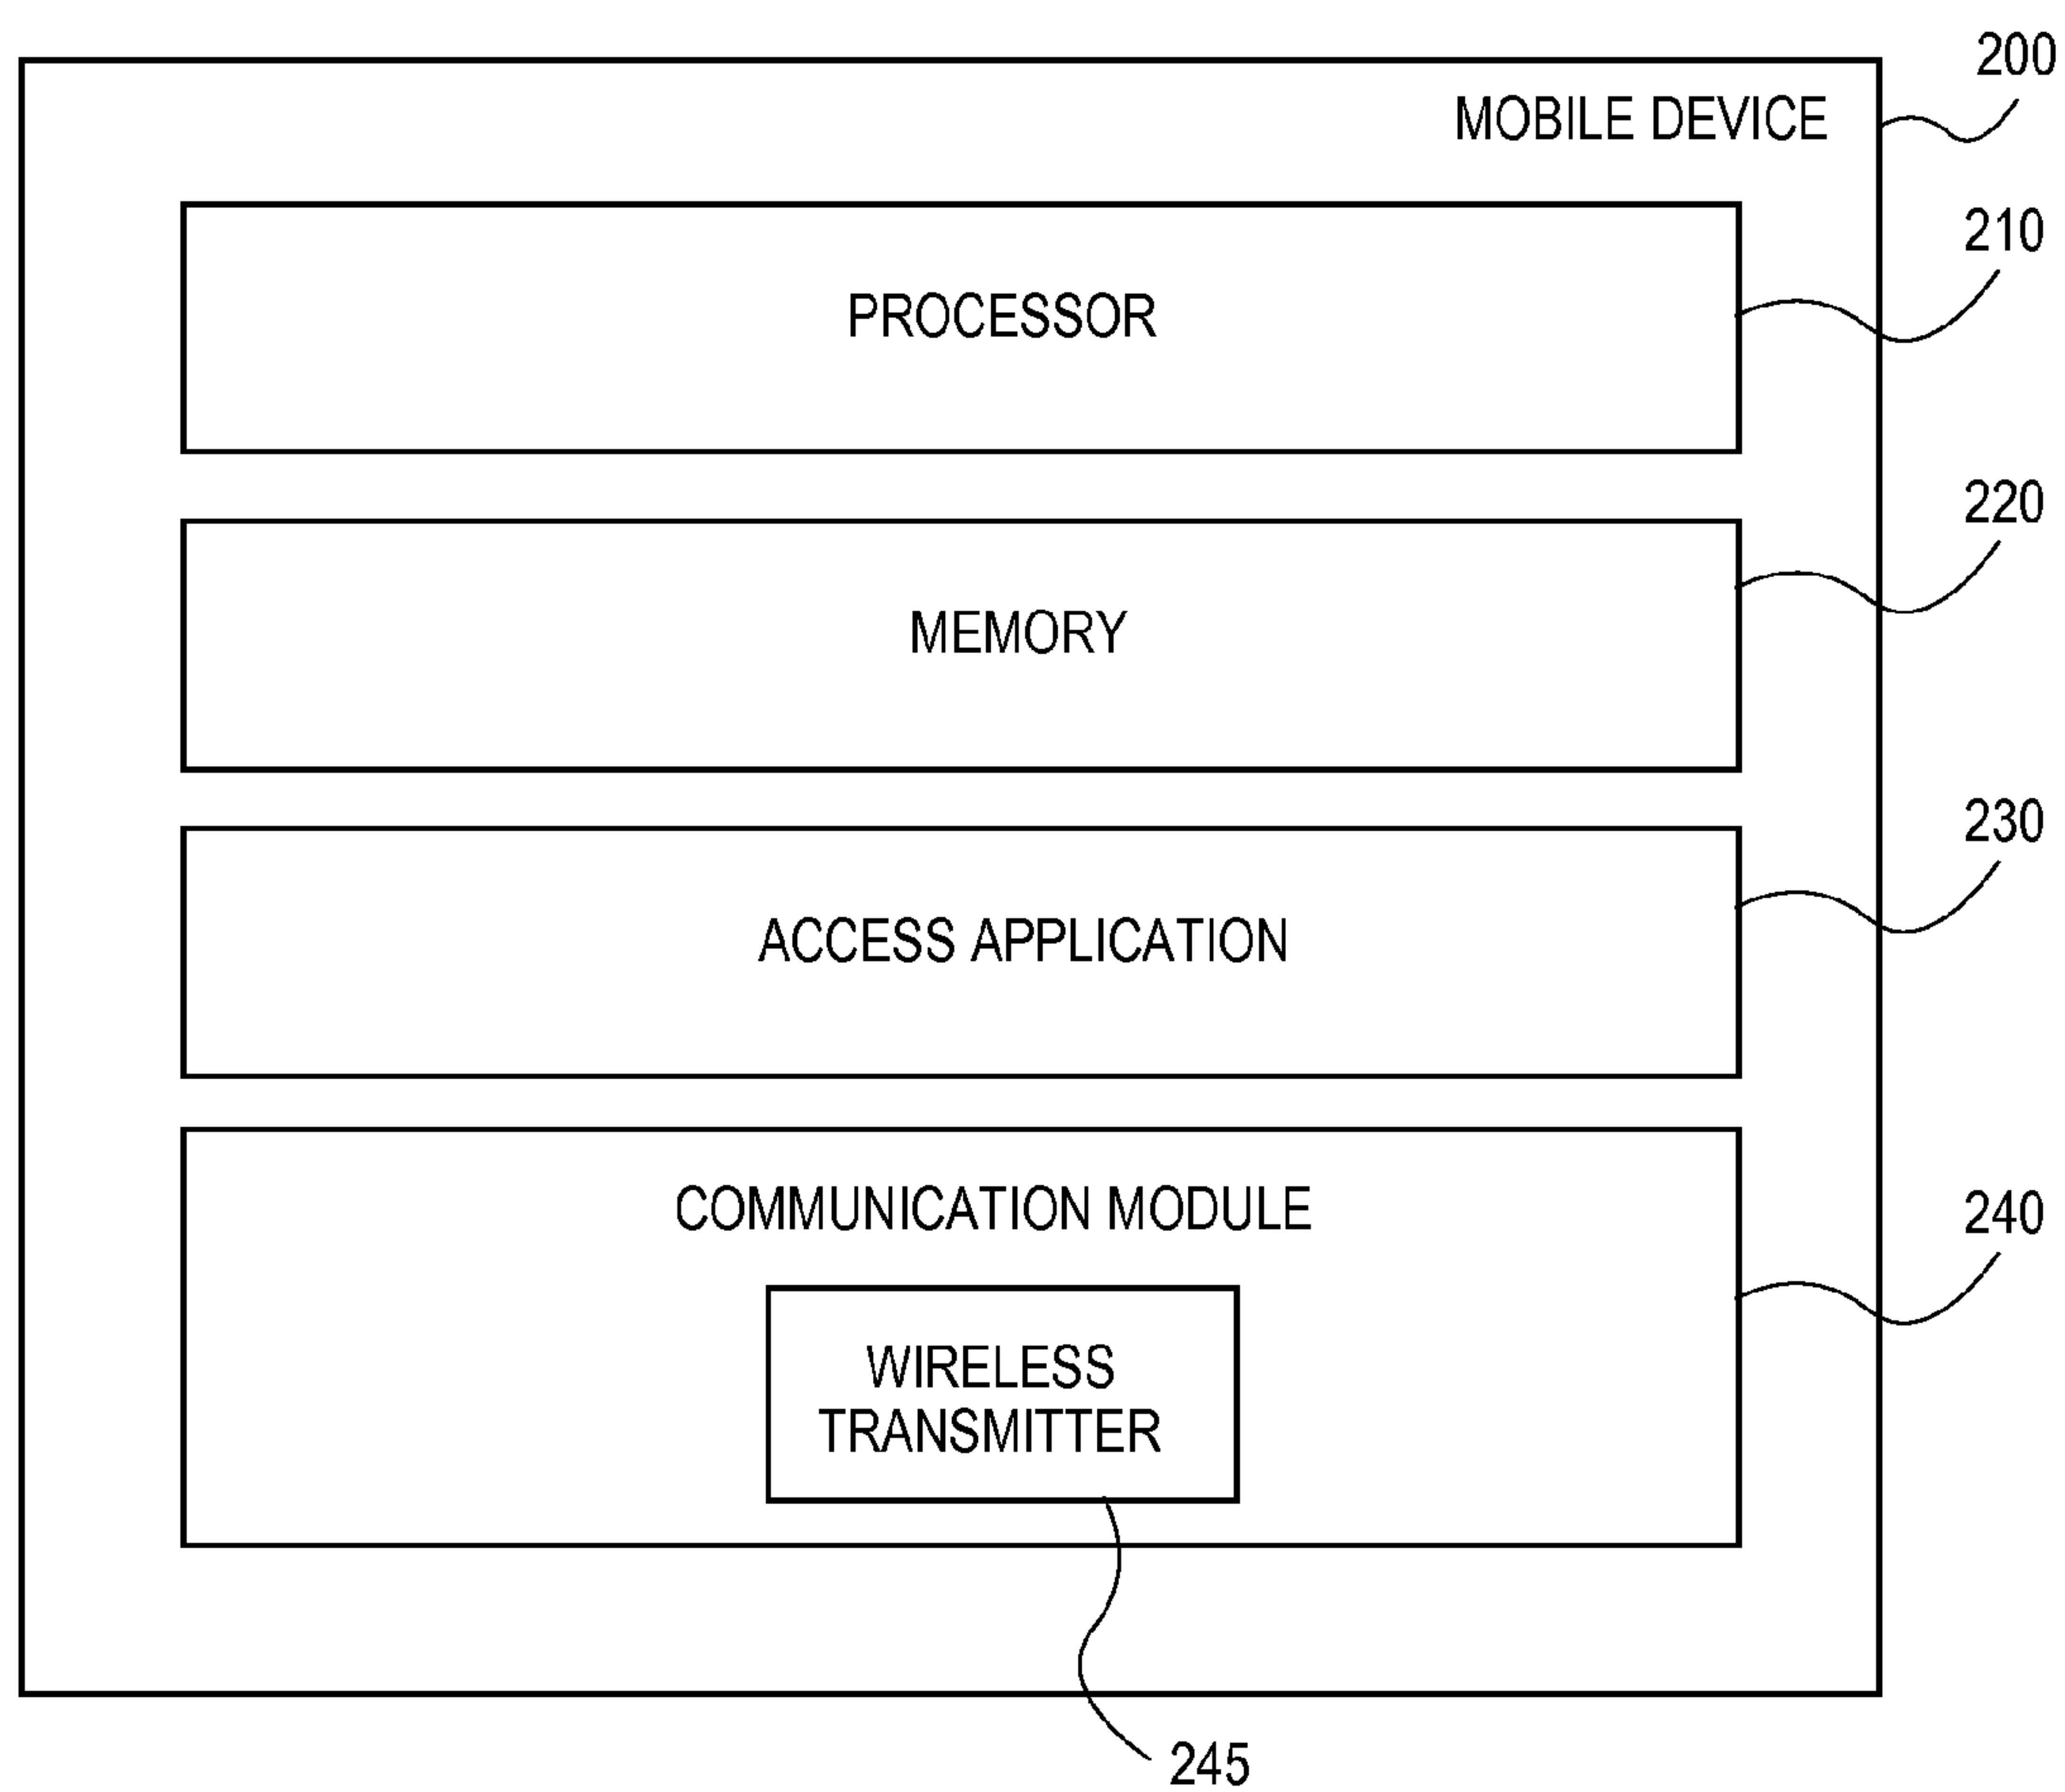 200
MOBILE DEVICE
210
PROCESSOR
220
MEMORY
230
ACCESS APPLICATION
240
COMMUNICATION MODULE
WIRELESS
TRANSMITTER
245